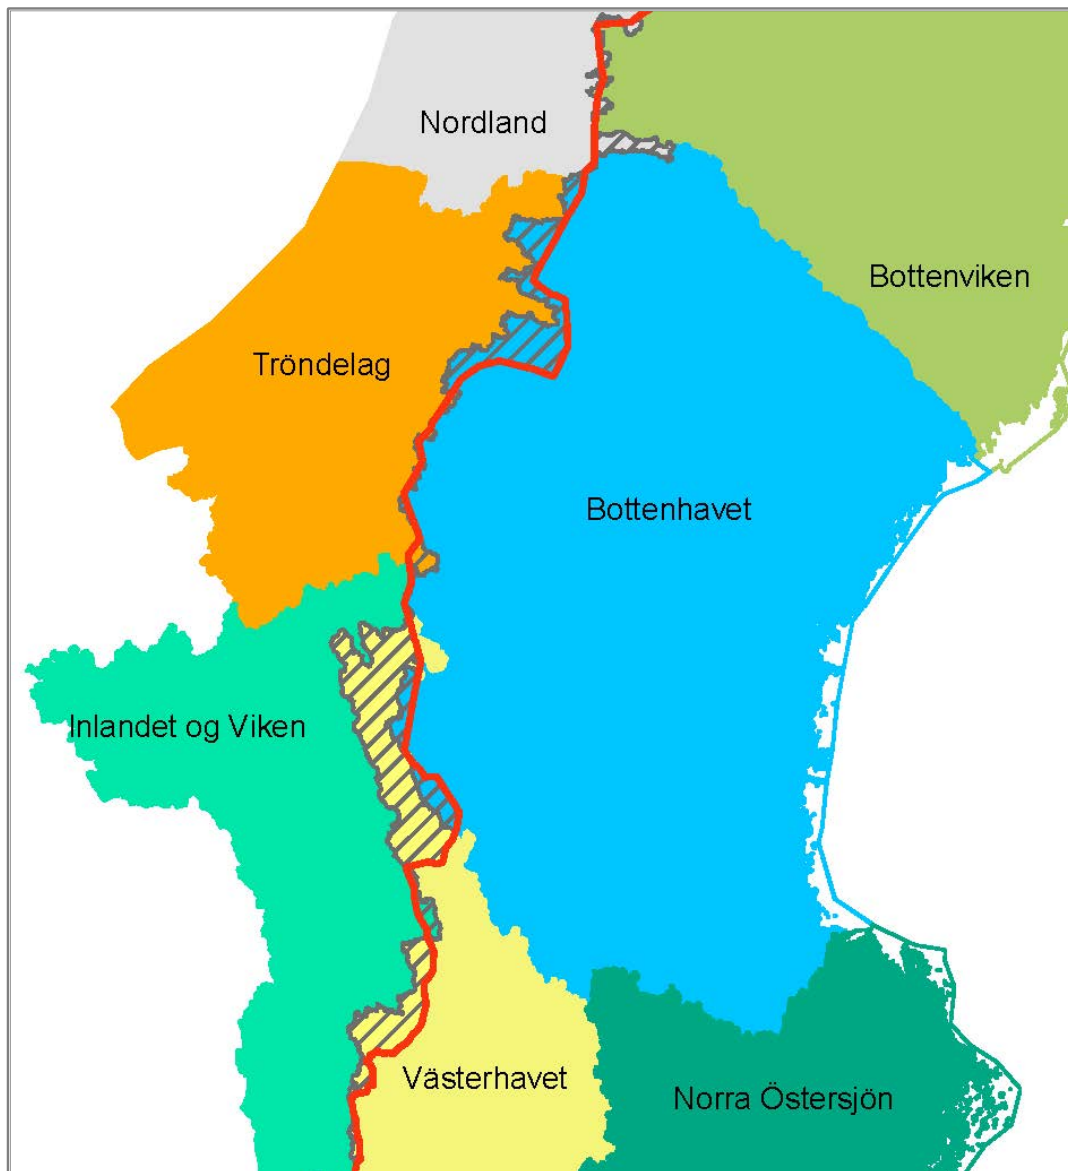 Nordland
Bottenviken
Tröndelag
Bottenhavet
Inlandet og Viken
Västerhavet
Norra Östersjön